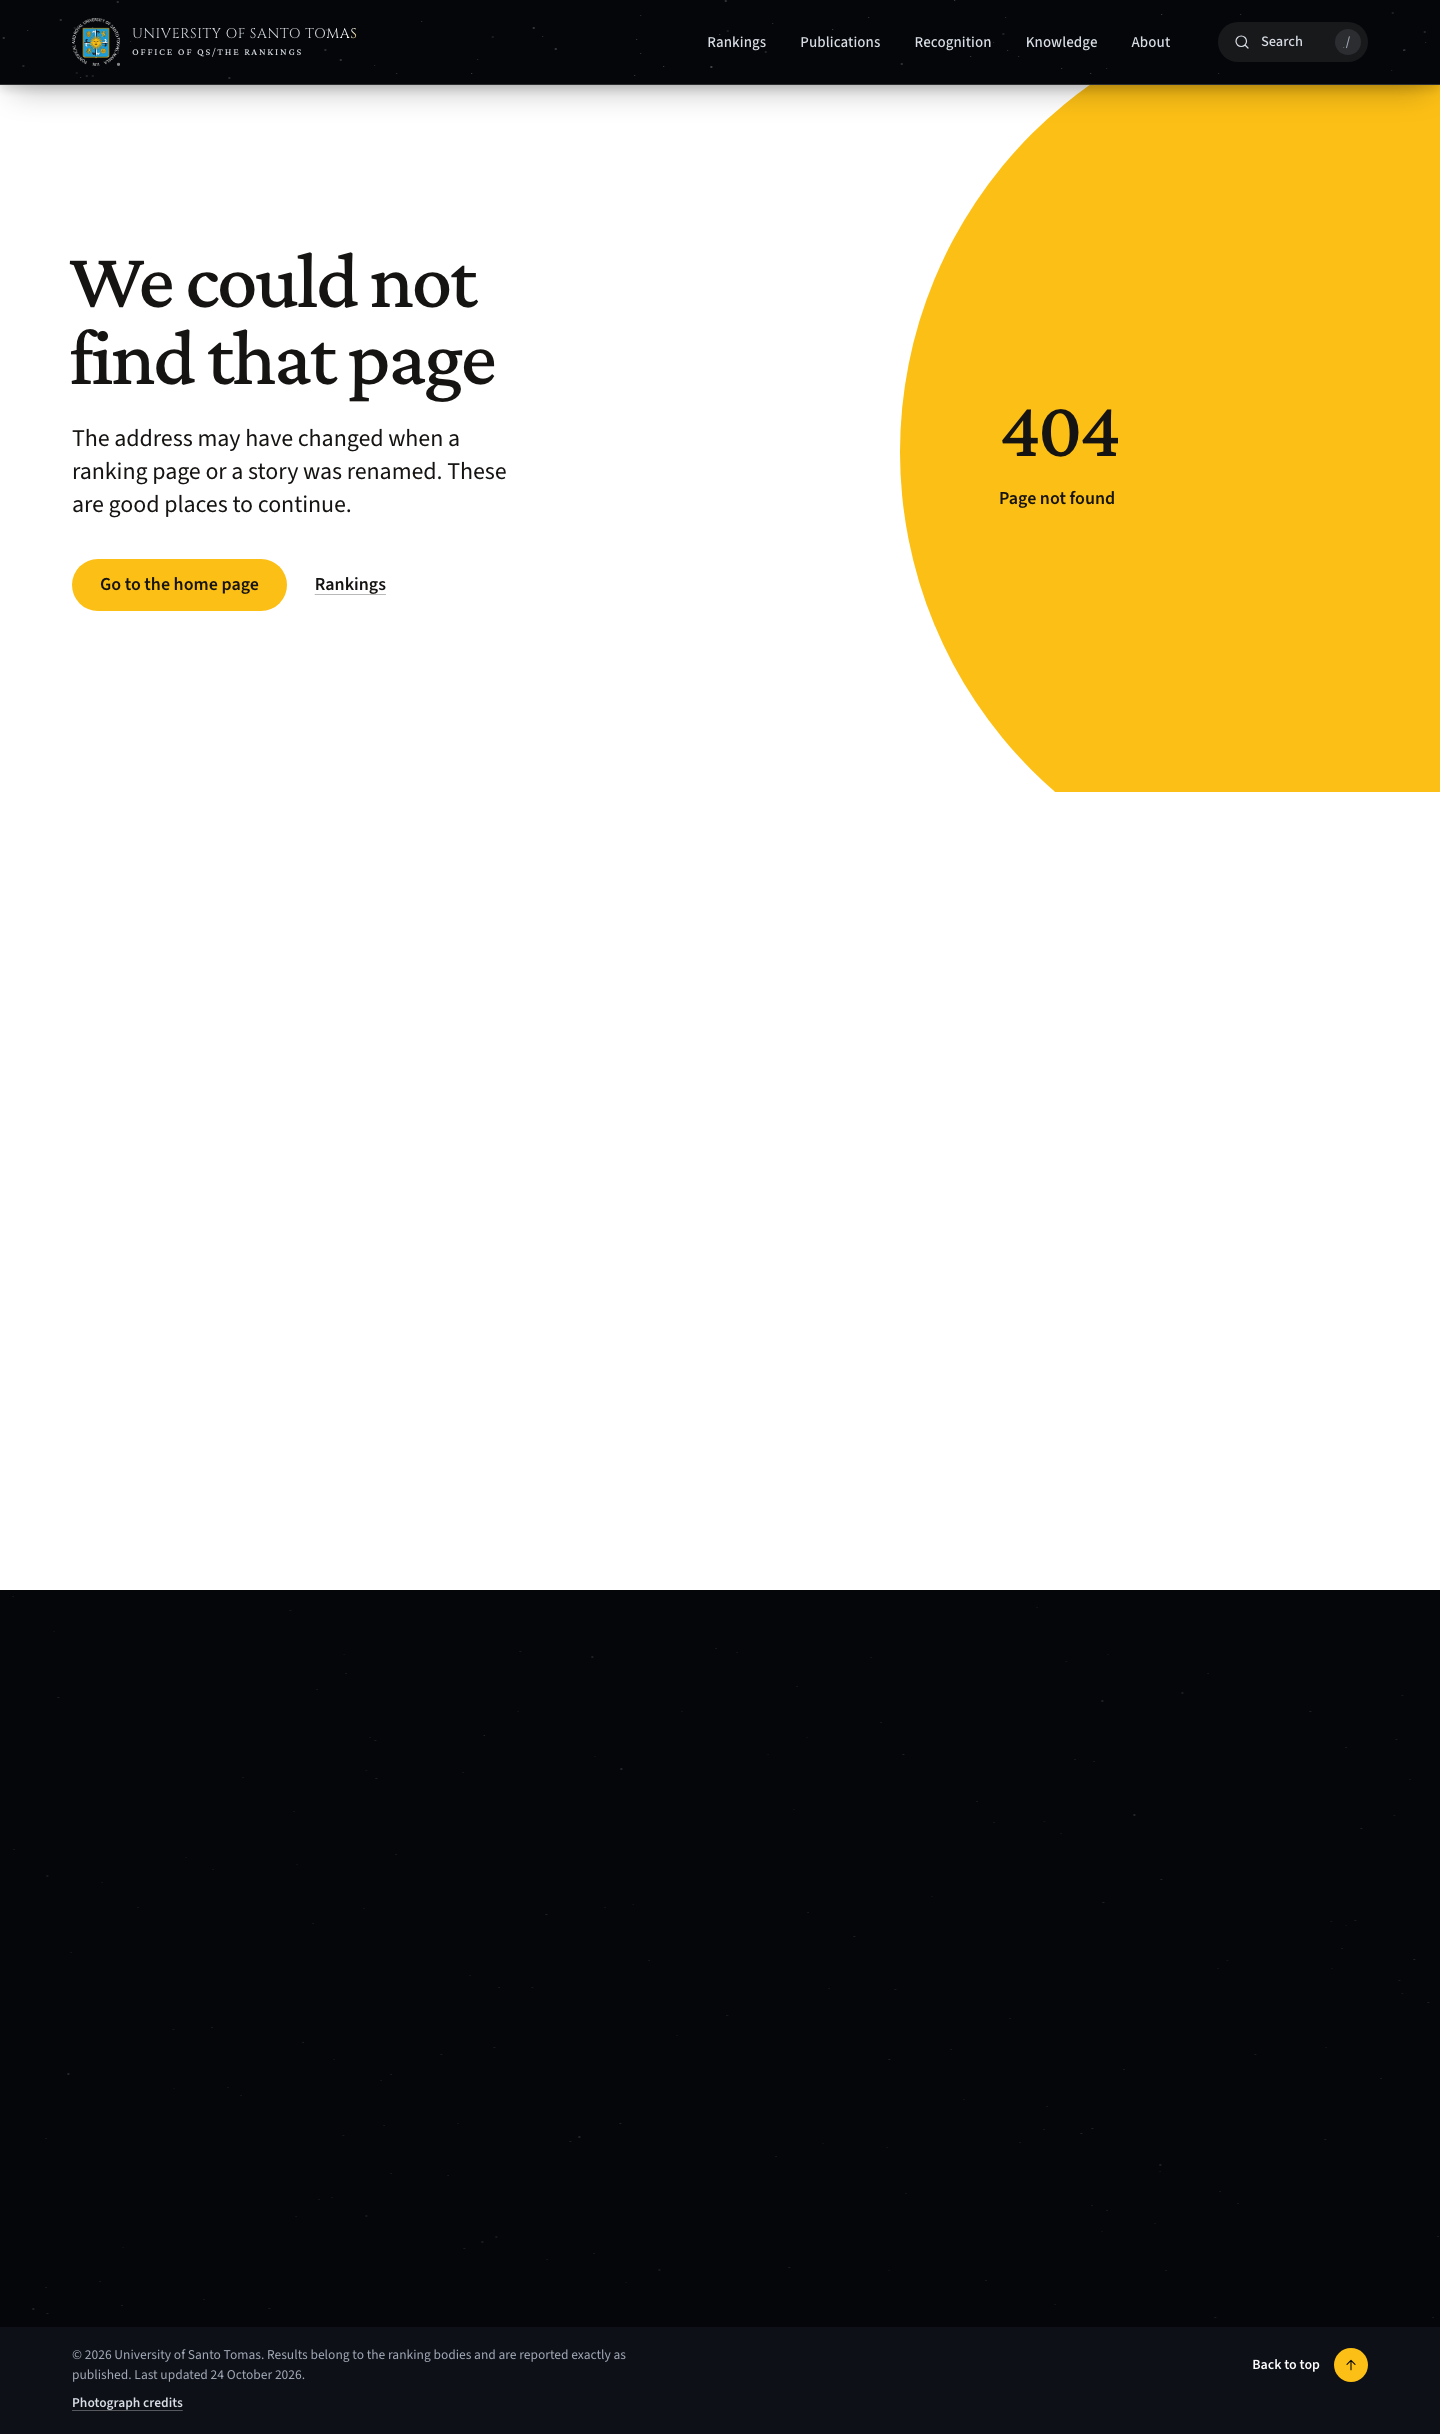 UNIVERSITY OF SANTO TOMAS
OFFICE OF QS/THE RANKINGS
Rankings
Publications
Recognition
Knowledge
About
Search
/
We could not
find that page
The address may have changed when a
ranking page or a story was renamed. These
are good places to continue.
Go to the home page
Rankings
404
Page not found
© 2026 University of Santo Tomas. Results belong to the ranking bodies and are reported exactly as
published. Last updated 24 October 2026.
Photograph credits
Back to top